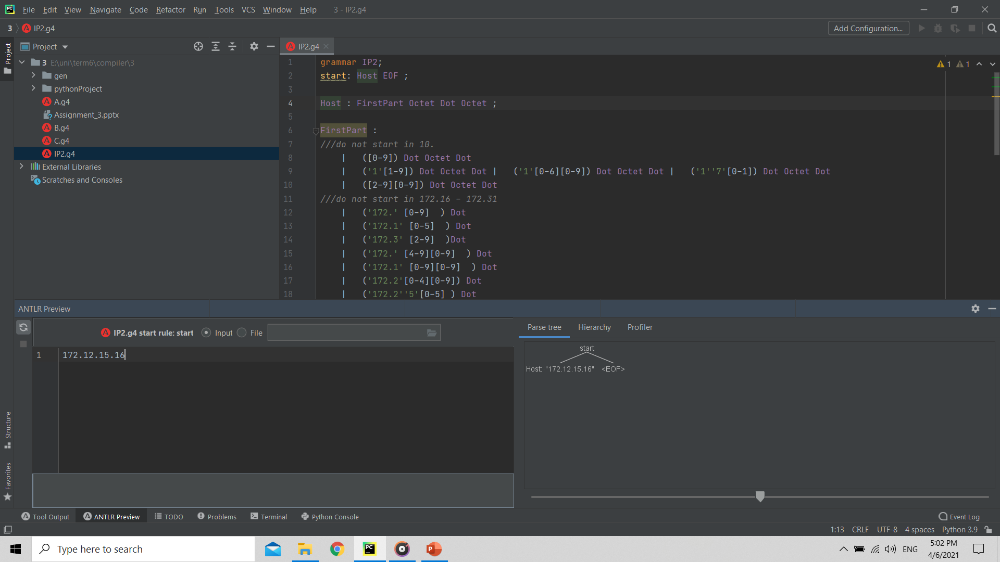 File Edit View Navigate Code Refactor Run Tools VCS Window Help 3 - IP2.g4
3 IP2.g4 Add Configuration...
Project
Project
IP2.g4
3 E:\uni\term6\compiler\3
gen
pythonProject
A.g4
Assignment_3.pptx
B.g4
C.g4
IP2.g4
External Libraries
Scratches and Consoles
1 grammar IP2;
2 start: Host EOF ;
3
4 Host : FirstPart Octet Dot Octet ;
5
6 FirstPart :
7 ///do not start in 10.
8 | ([0-9]) Dot Octet Dot
9 | ('1'[1-9]) Dot Octet Dot | ('1'[0-6][0-9]) Dot Octet Dot | ('1''7'[0-1]) Dot Octet Dot
10 | ([2-9][0-9]) Dot Octet Dot
11 ///do not start in 172.16 - 172.31
12 | ('172.' [0-9] ) Dot
13 | ('172.1' [0-5] ) Dot
14 | ('172.3' [2-9] )Dot
15 | ('172.' [4-9][0-9] ) Dot
16 | ('172.1' [0-9][0-9] ) Dot
17 | ('172.2'[0-4][0-9]) Dot
18 | ('172.2''5'[0-5] ) Dot
1 1
ANTLR Preview
IP2.g4 start rule: start Input File
1 172.12.15.16
Parse tree Hierarchy Profiler
start
Host: "172.12.15.16" <EOF>
Structure
Favorites
Tool Output ANTLR Preview TODO Problems Terminal Python Console Event Log
1:13 CRLF UTF-8 4 spaces Python 3.9
Type here to search
ENG
5:02 PM
4/6/2021